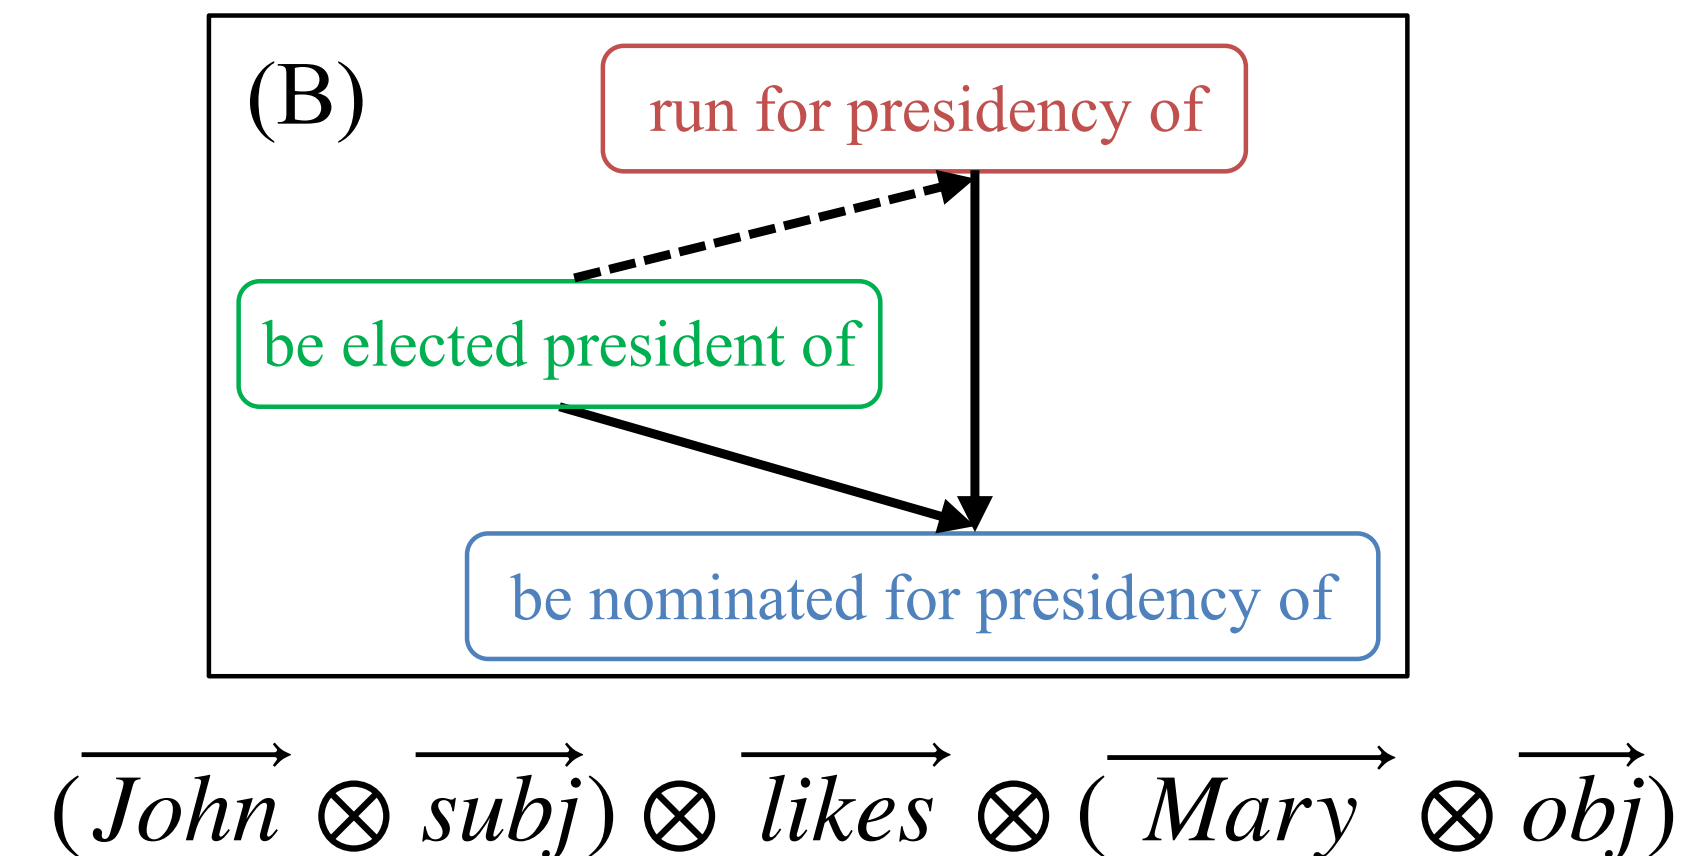 (B)
run for presidency of
be elected president of
be nominated for presidency of
(John ⊗ subj) ⊗ likes ⊗ (Mary ⊗ obj)